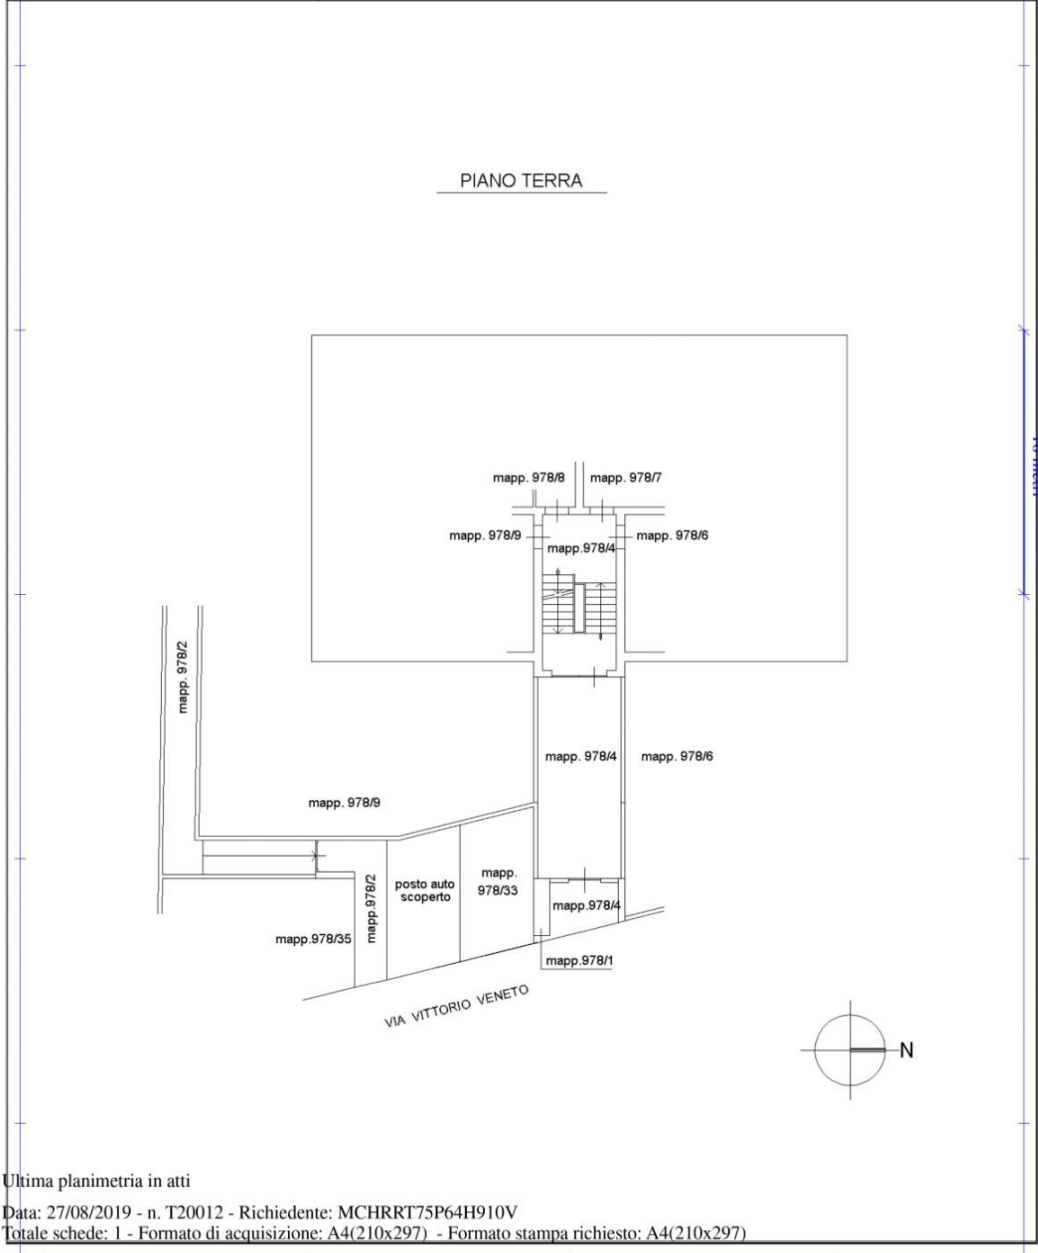 PIANO TERRA
mapp. 978/8
mapp. 978/7
mapp. 978/9
mapp. 978/6
mapp.978/4
mapp. 978/2
mapp. 978/4
mapp. 978/6
mapp. 978/9
mapp.
978/33
posto auto
scoperto
mapp.978/2
mapp.978/4
mapp.978/35
mapp.978/1
VIA VITTORIO VENETO
N
Ultima planimetria in atti
Data: 27/08/2019 - n. T20012 - Richiedente: MCHRRT75P64H910V
Totale schede: 1 - Formato di acquisizione: A4(210x297) - Formato stampa richiesto: A4(210x297)